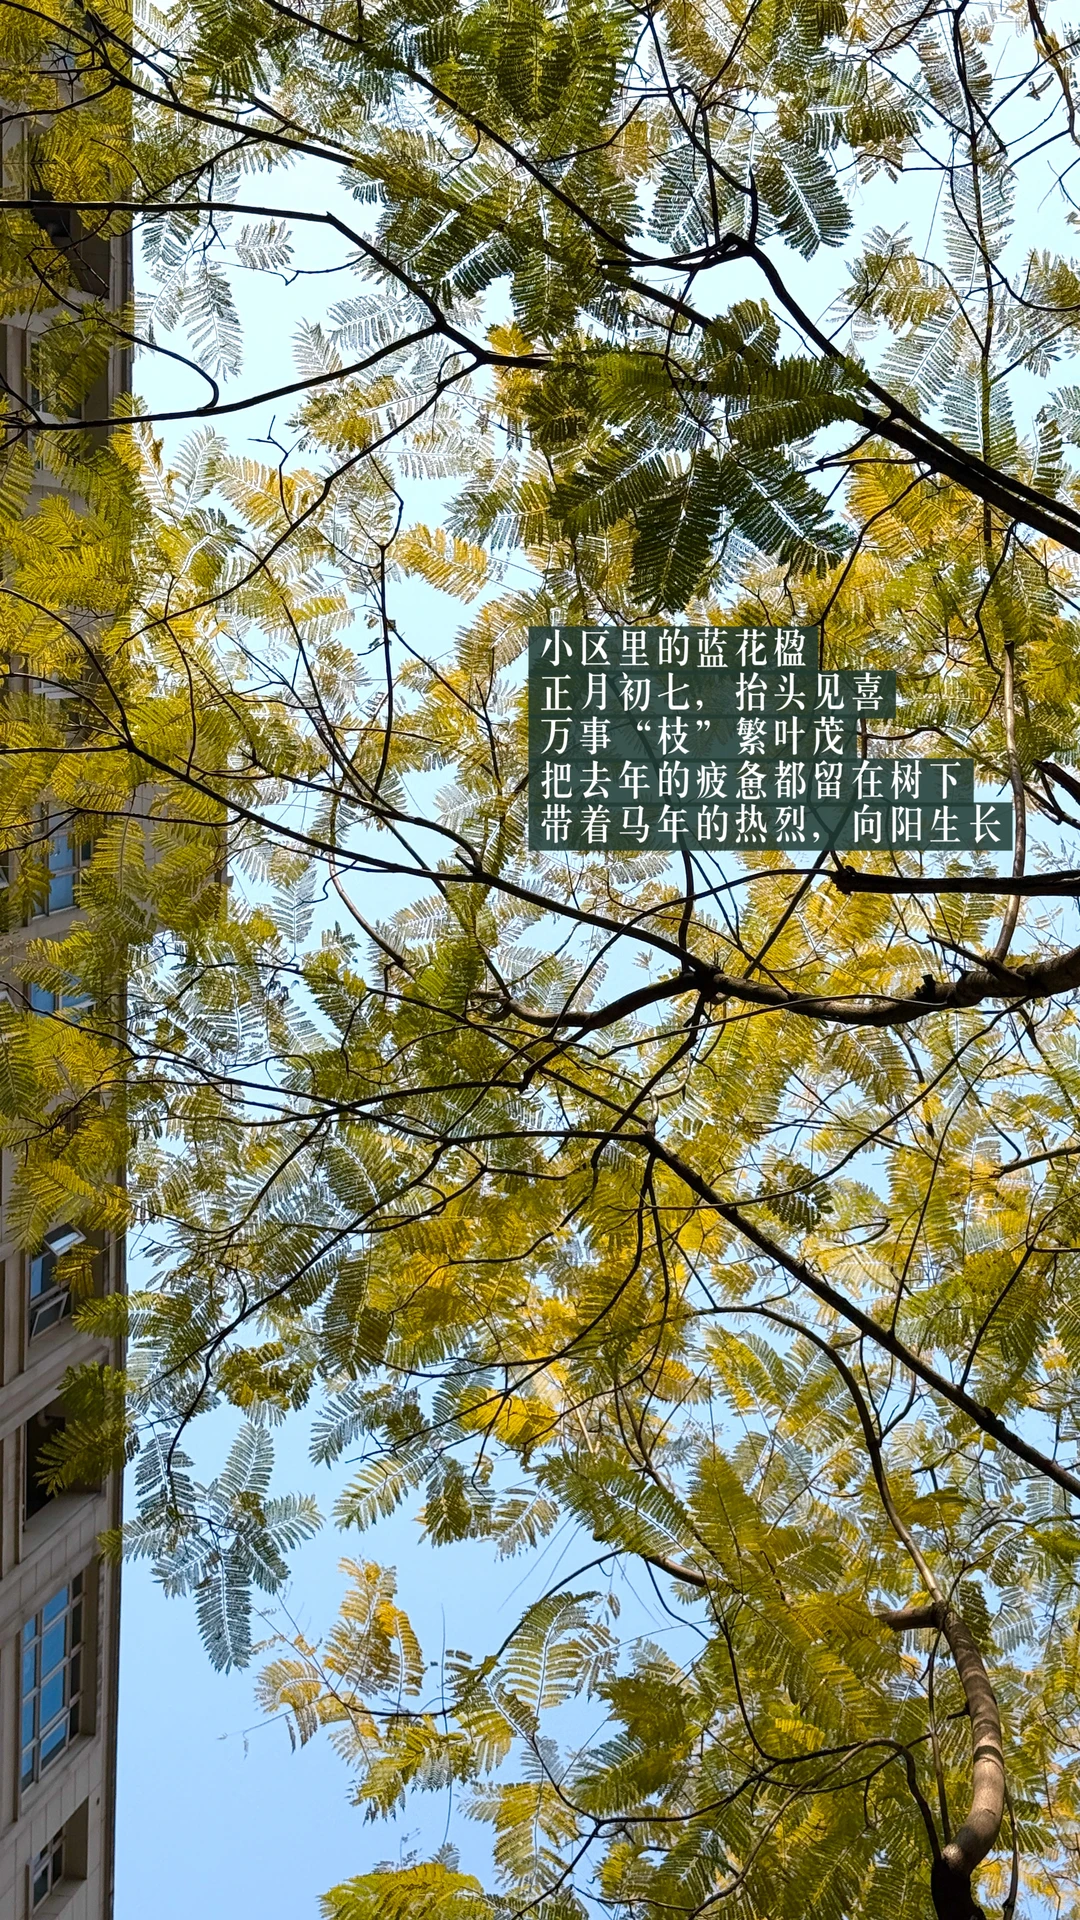 小区里的蓝花楹
正月初七，抬头见喜
万事“枝”繁叶茂
把去年的疲惫都留在树下
带着马年的热烈，向阳生长